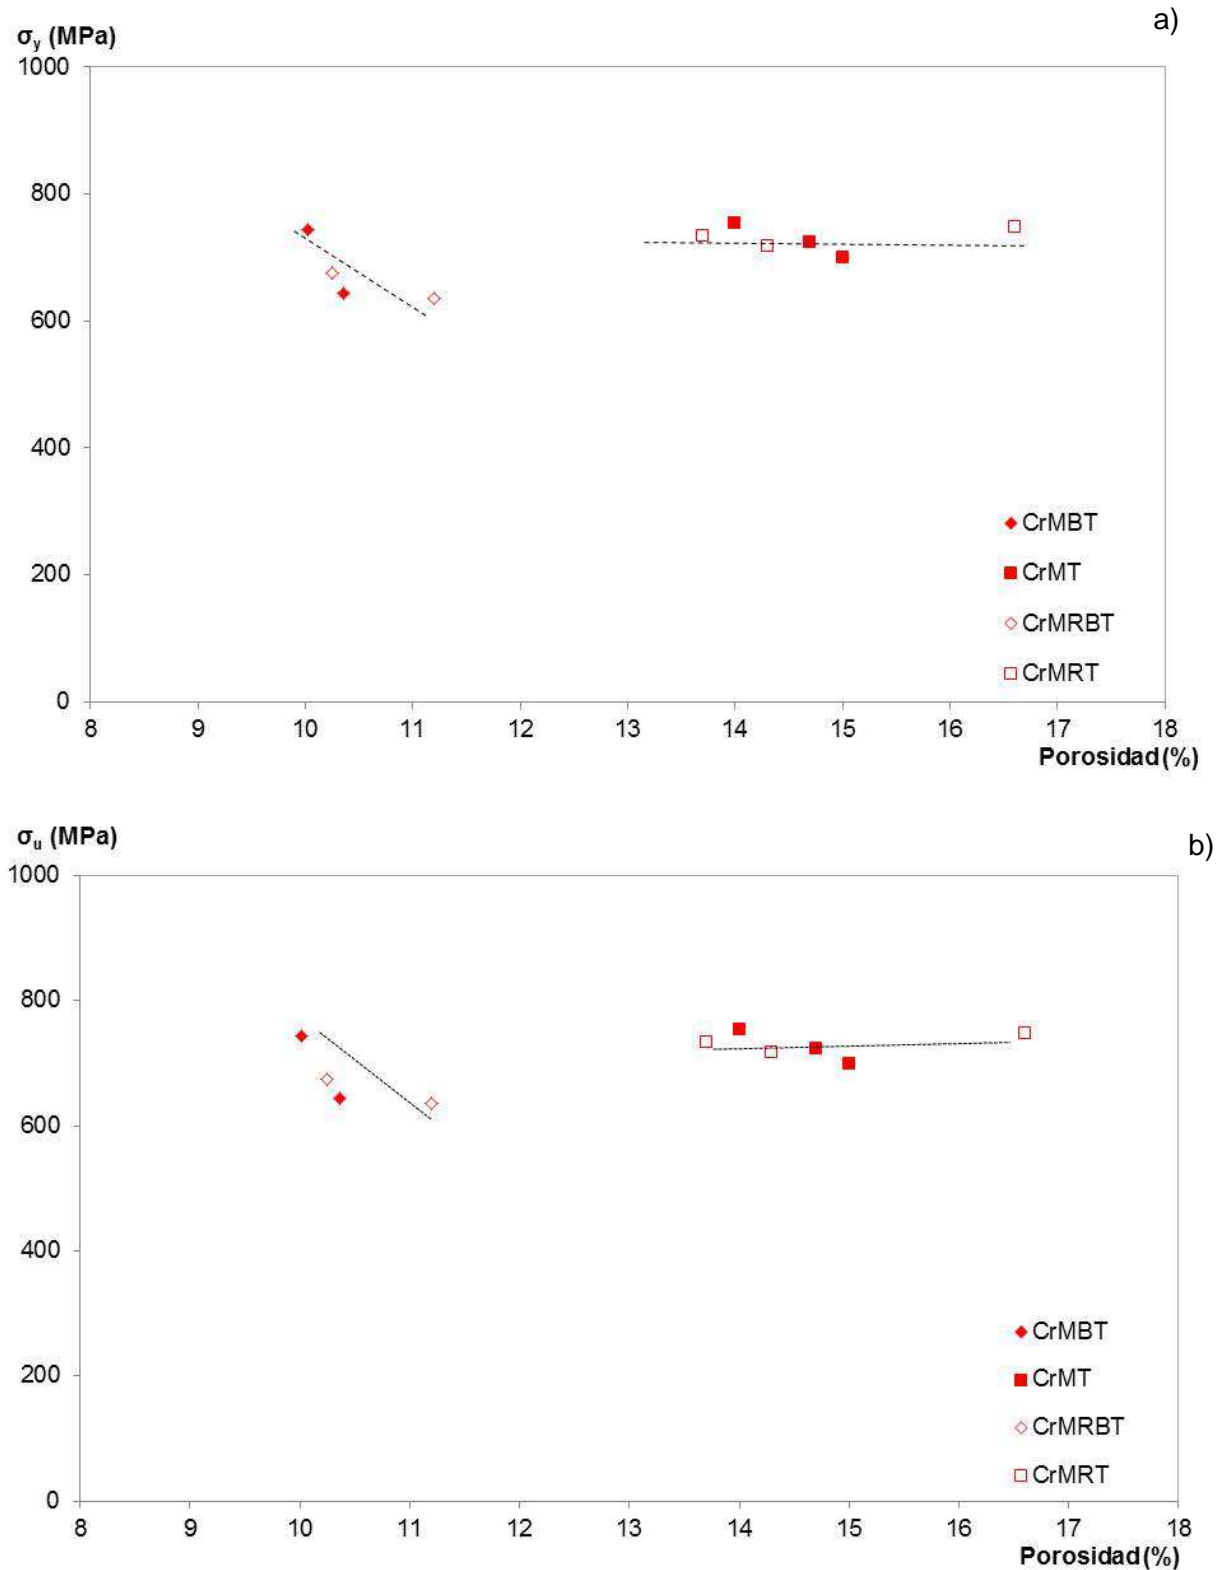 a)
σy (MPa)
1000
800
600
400
200
0
CrMBT
CrMT
CrMRBT
CrMRT
8 9 10 11 12 13 14 15 16 17 18
Porosidad (%)
σu (MPa)
b)
1000
800
600
400
200
0
CrMBT
CrMT
CrMRBT
CrMRT
8 9 10 11 12 13 14 15 16 17 18
Porosidad (%)